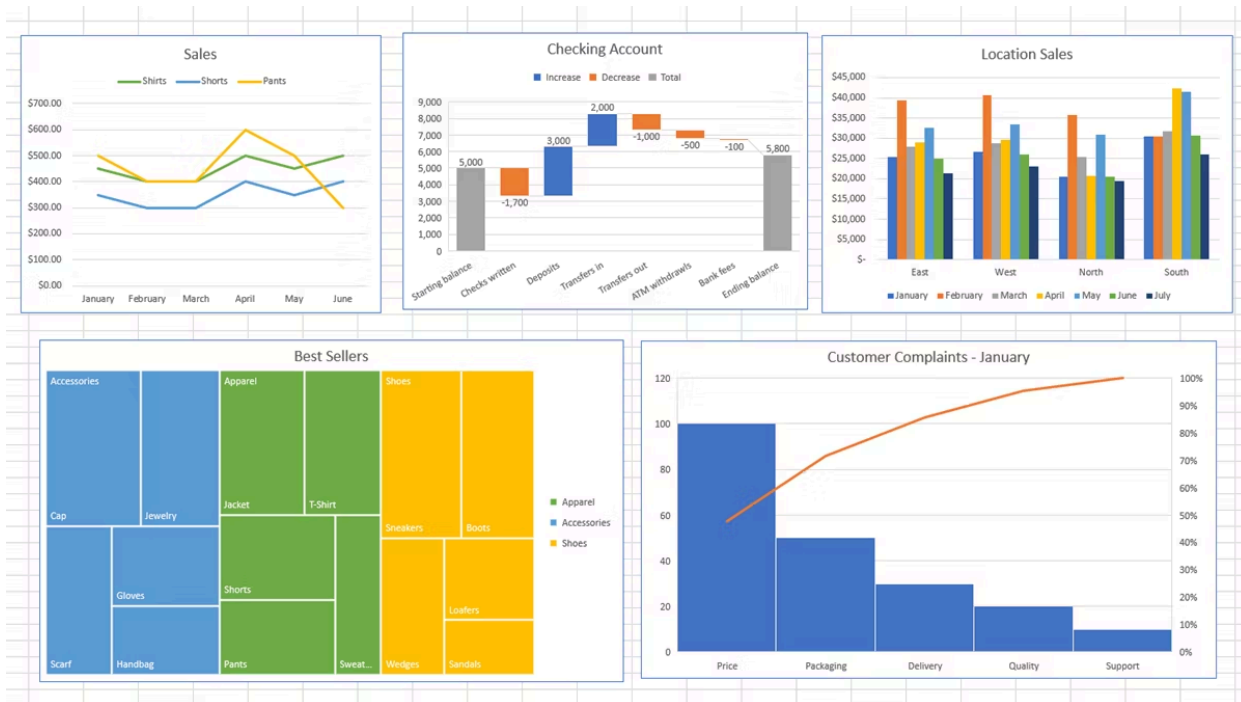 Sales
Shirts Shorts Pants
$700.00
$600.00
$500.00
$400.00
$300.00
$200.00
$100.00
$0.00
January February March April May June
Checking Account
Increase Decrease Total
9,000
8,000
7,000
6,000
5,000
4,000
3,000
2,000
1,000
0
5,000
-1,700
3,000
2,000
-1,000
-500
-100
5,800
Starting balance
Checks written
Deposits
Transfers in
Transfers out
ATM withdrawls
Bank fees
Ending balance
Location Sales
$45,000
$40,000
$35,000
$30,000
$25,000
$20,000
$15,000
$10,000
$5,000
$-
East West North South
January February March April May June July
Best Sellers
Accessories
Cap
Jewelry
Scarf
Gloves
Handbag
Apparel
Jacket
T-Shirt
Shorts
Pants
Sweat...
Shoes
Sneakers
Boots
Wedges
Loafers
Sandals
Apparel
Accessories
Shoes
Customer Complaints - January
120
100
80
60
40
20
0
100%
90%
80%
70%
60%
50%
40%
30%
20%
10%
0%
Price Packaging Delivery Quality Support